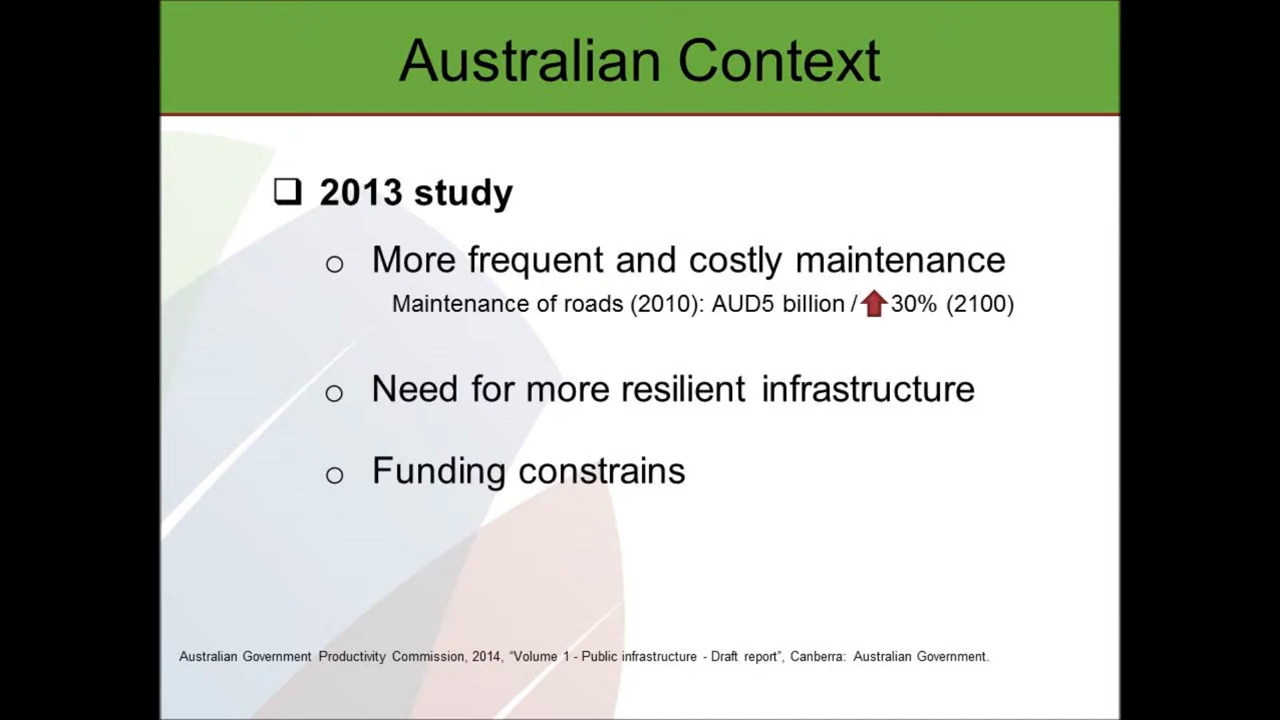 Australian Context
❑ 2013 study
o More frequent and costly maintenance
Maintenance of roads (2010): AUD5 billion / 30% (2100)
o Need for more resilient infrastructure
o Funding constrains
Australian Government Productivity Commission, 2014, “Volume 1 - Public infrastructure - Draft report”, Canberra: Australian Government.